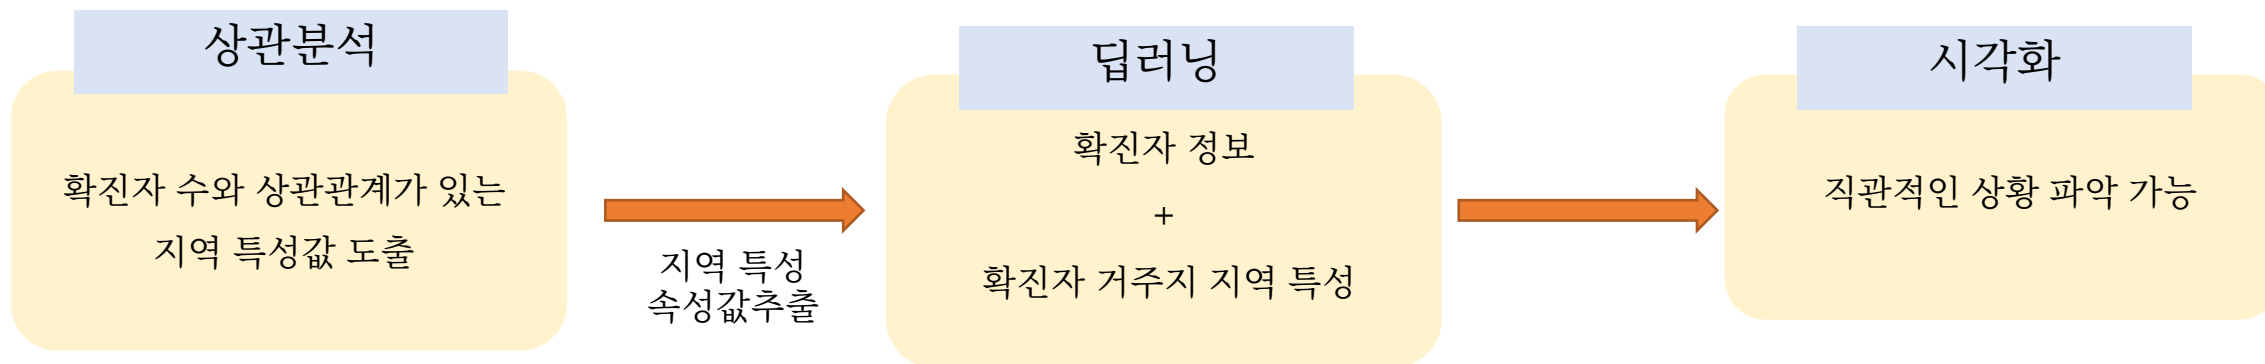 상관분석
확진자 수와 상관관계가 있는
지역 특성값 도출
지역 특성
속성값추출
딥러닝
확진자 정보
+
확진자 거주지 지역 특성
시각화
직관적인 상황 파악 가능